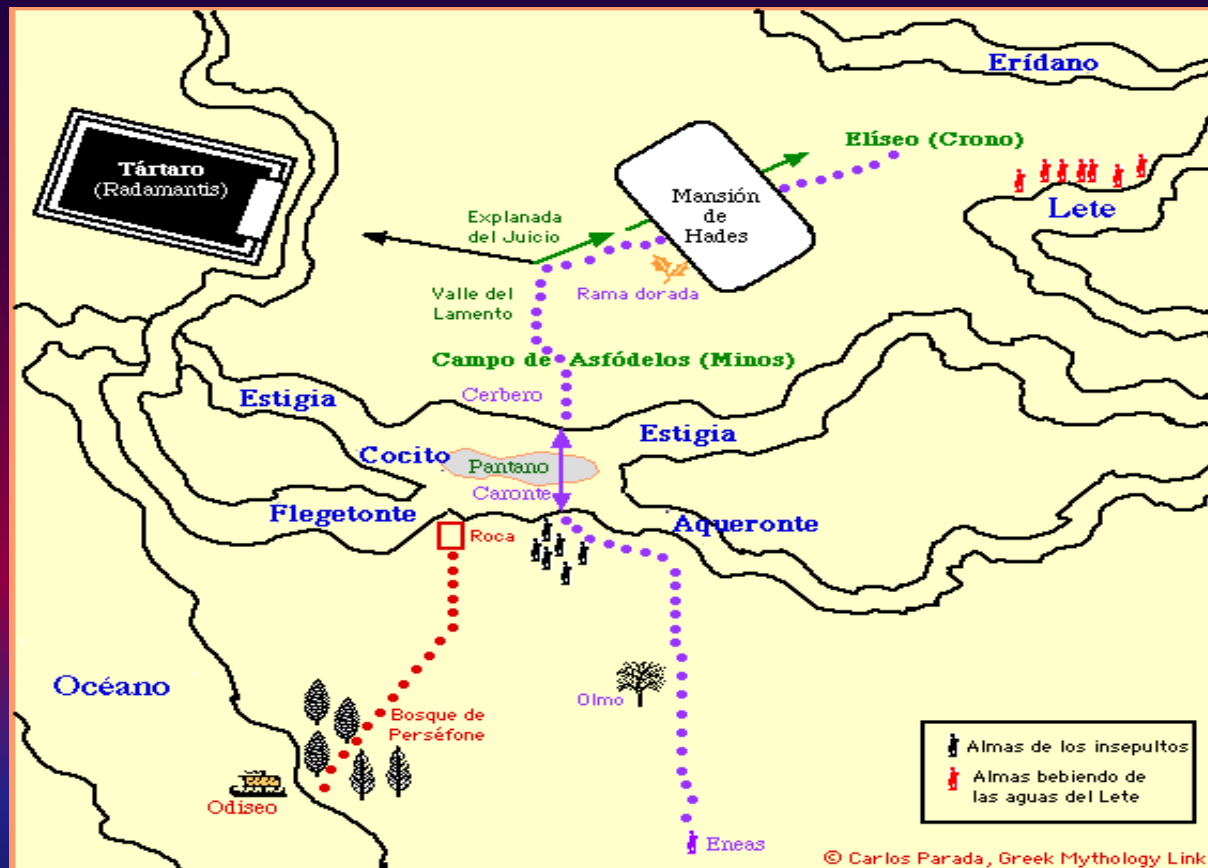 Erídano
Elíseo (Crono)
Tártaro
(Radamantis)
Mansión
de
Hades
Lete
Explanada
del Juicio
Rama dorada
Valle del
Lamento
Campo de Asfódelos (Minos)
Cerbero
Estigia
Estigia
Cocito
Pantano
Caronte
Flegetonte
Aqueronte
Roca
Océano
Olmo
Bosque de
Perséfone
Odiseo
Eneas
Almas de los insepultos
Almas bebiendo de
las aguas del Lete
© Carlos Parada, Greek Mythology Link